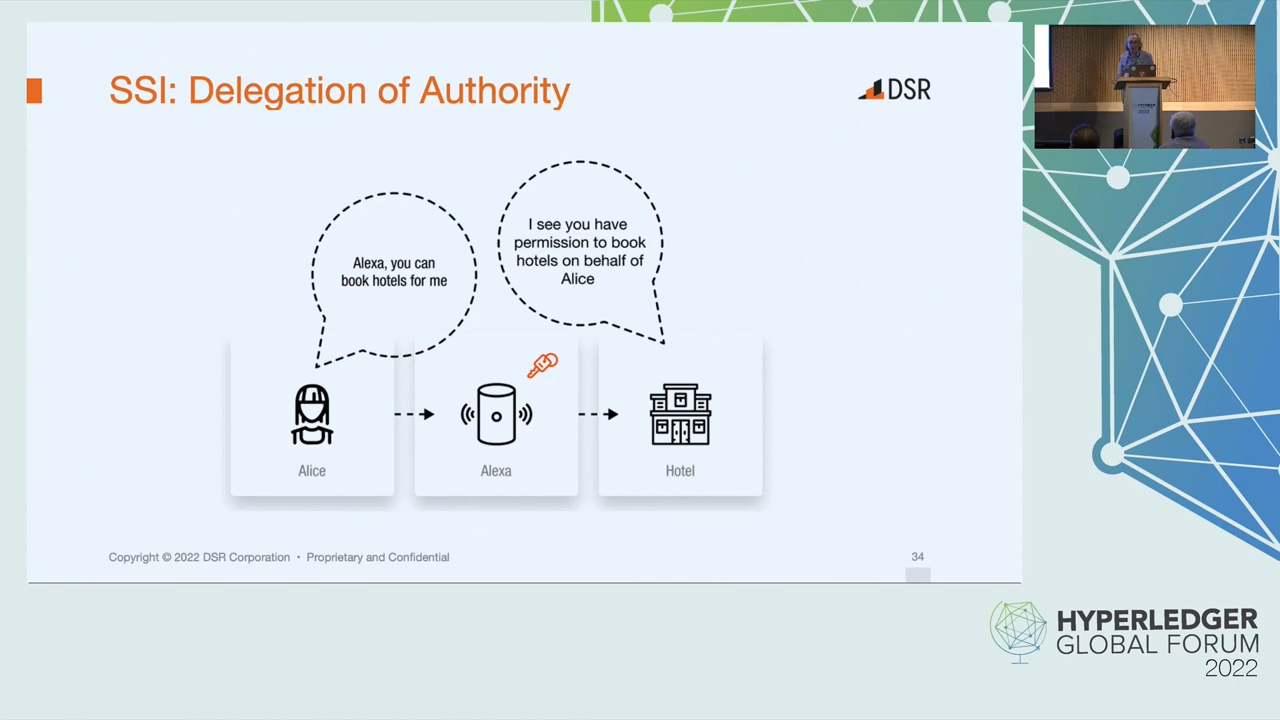 SSI: Delegation of Authority
DSR
Alexa, you can
book hotels for me
I see you have
permission to book
hotels on behalf of
Alice
Alice
Alexa
Hotel
Copyright © 2022 DSR Corporation • Proprietary and Confidential
34
HYPERLEDGER
GLOBAL FORUM
2022